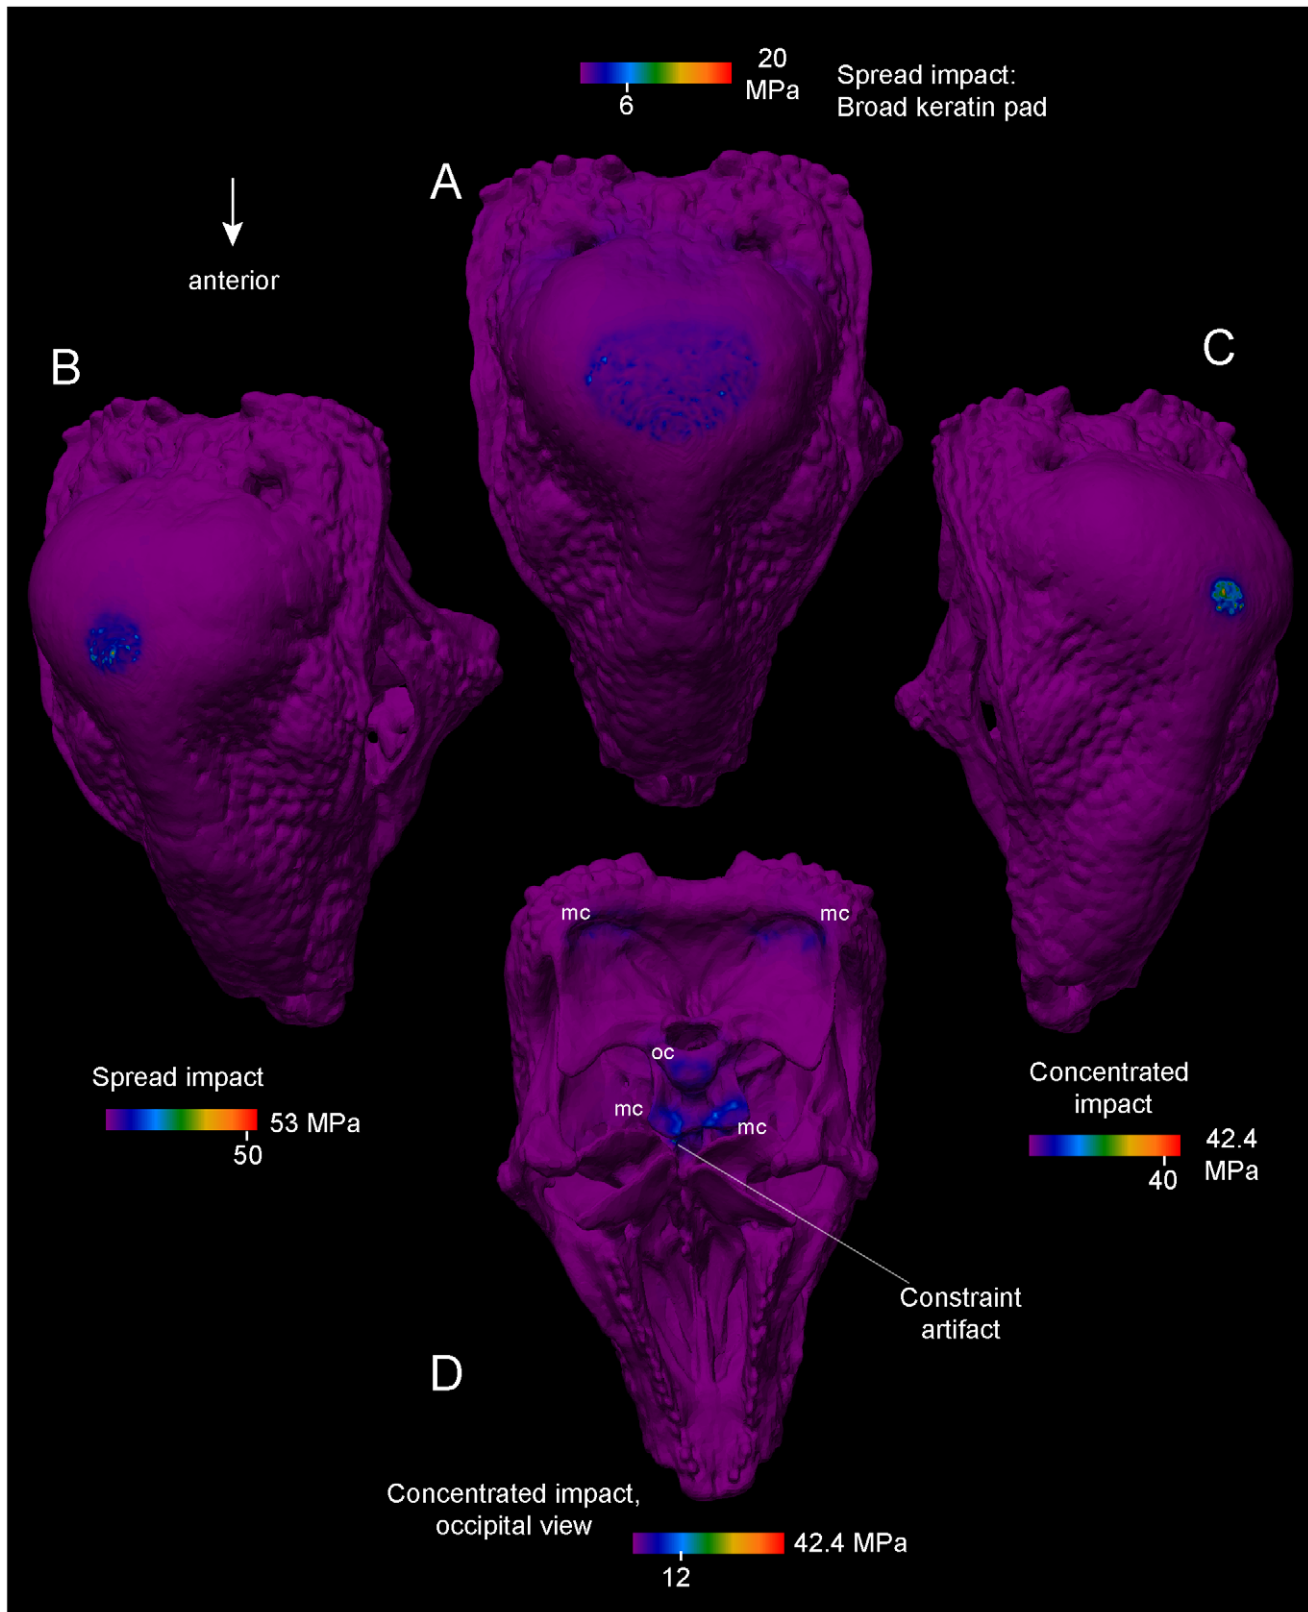 20
MPa
6
Spread impact:
Broad keratin pad
A
anterior
B
C
Spread impact
53 MPa
50
Concentrated
impact
42.4
MPa
40
mc
mc
oc
mc
mc
Constraint
artifact
D
Concentrated impact,
occipital view
42.4 MPa
12